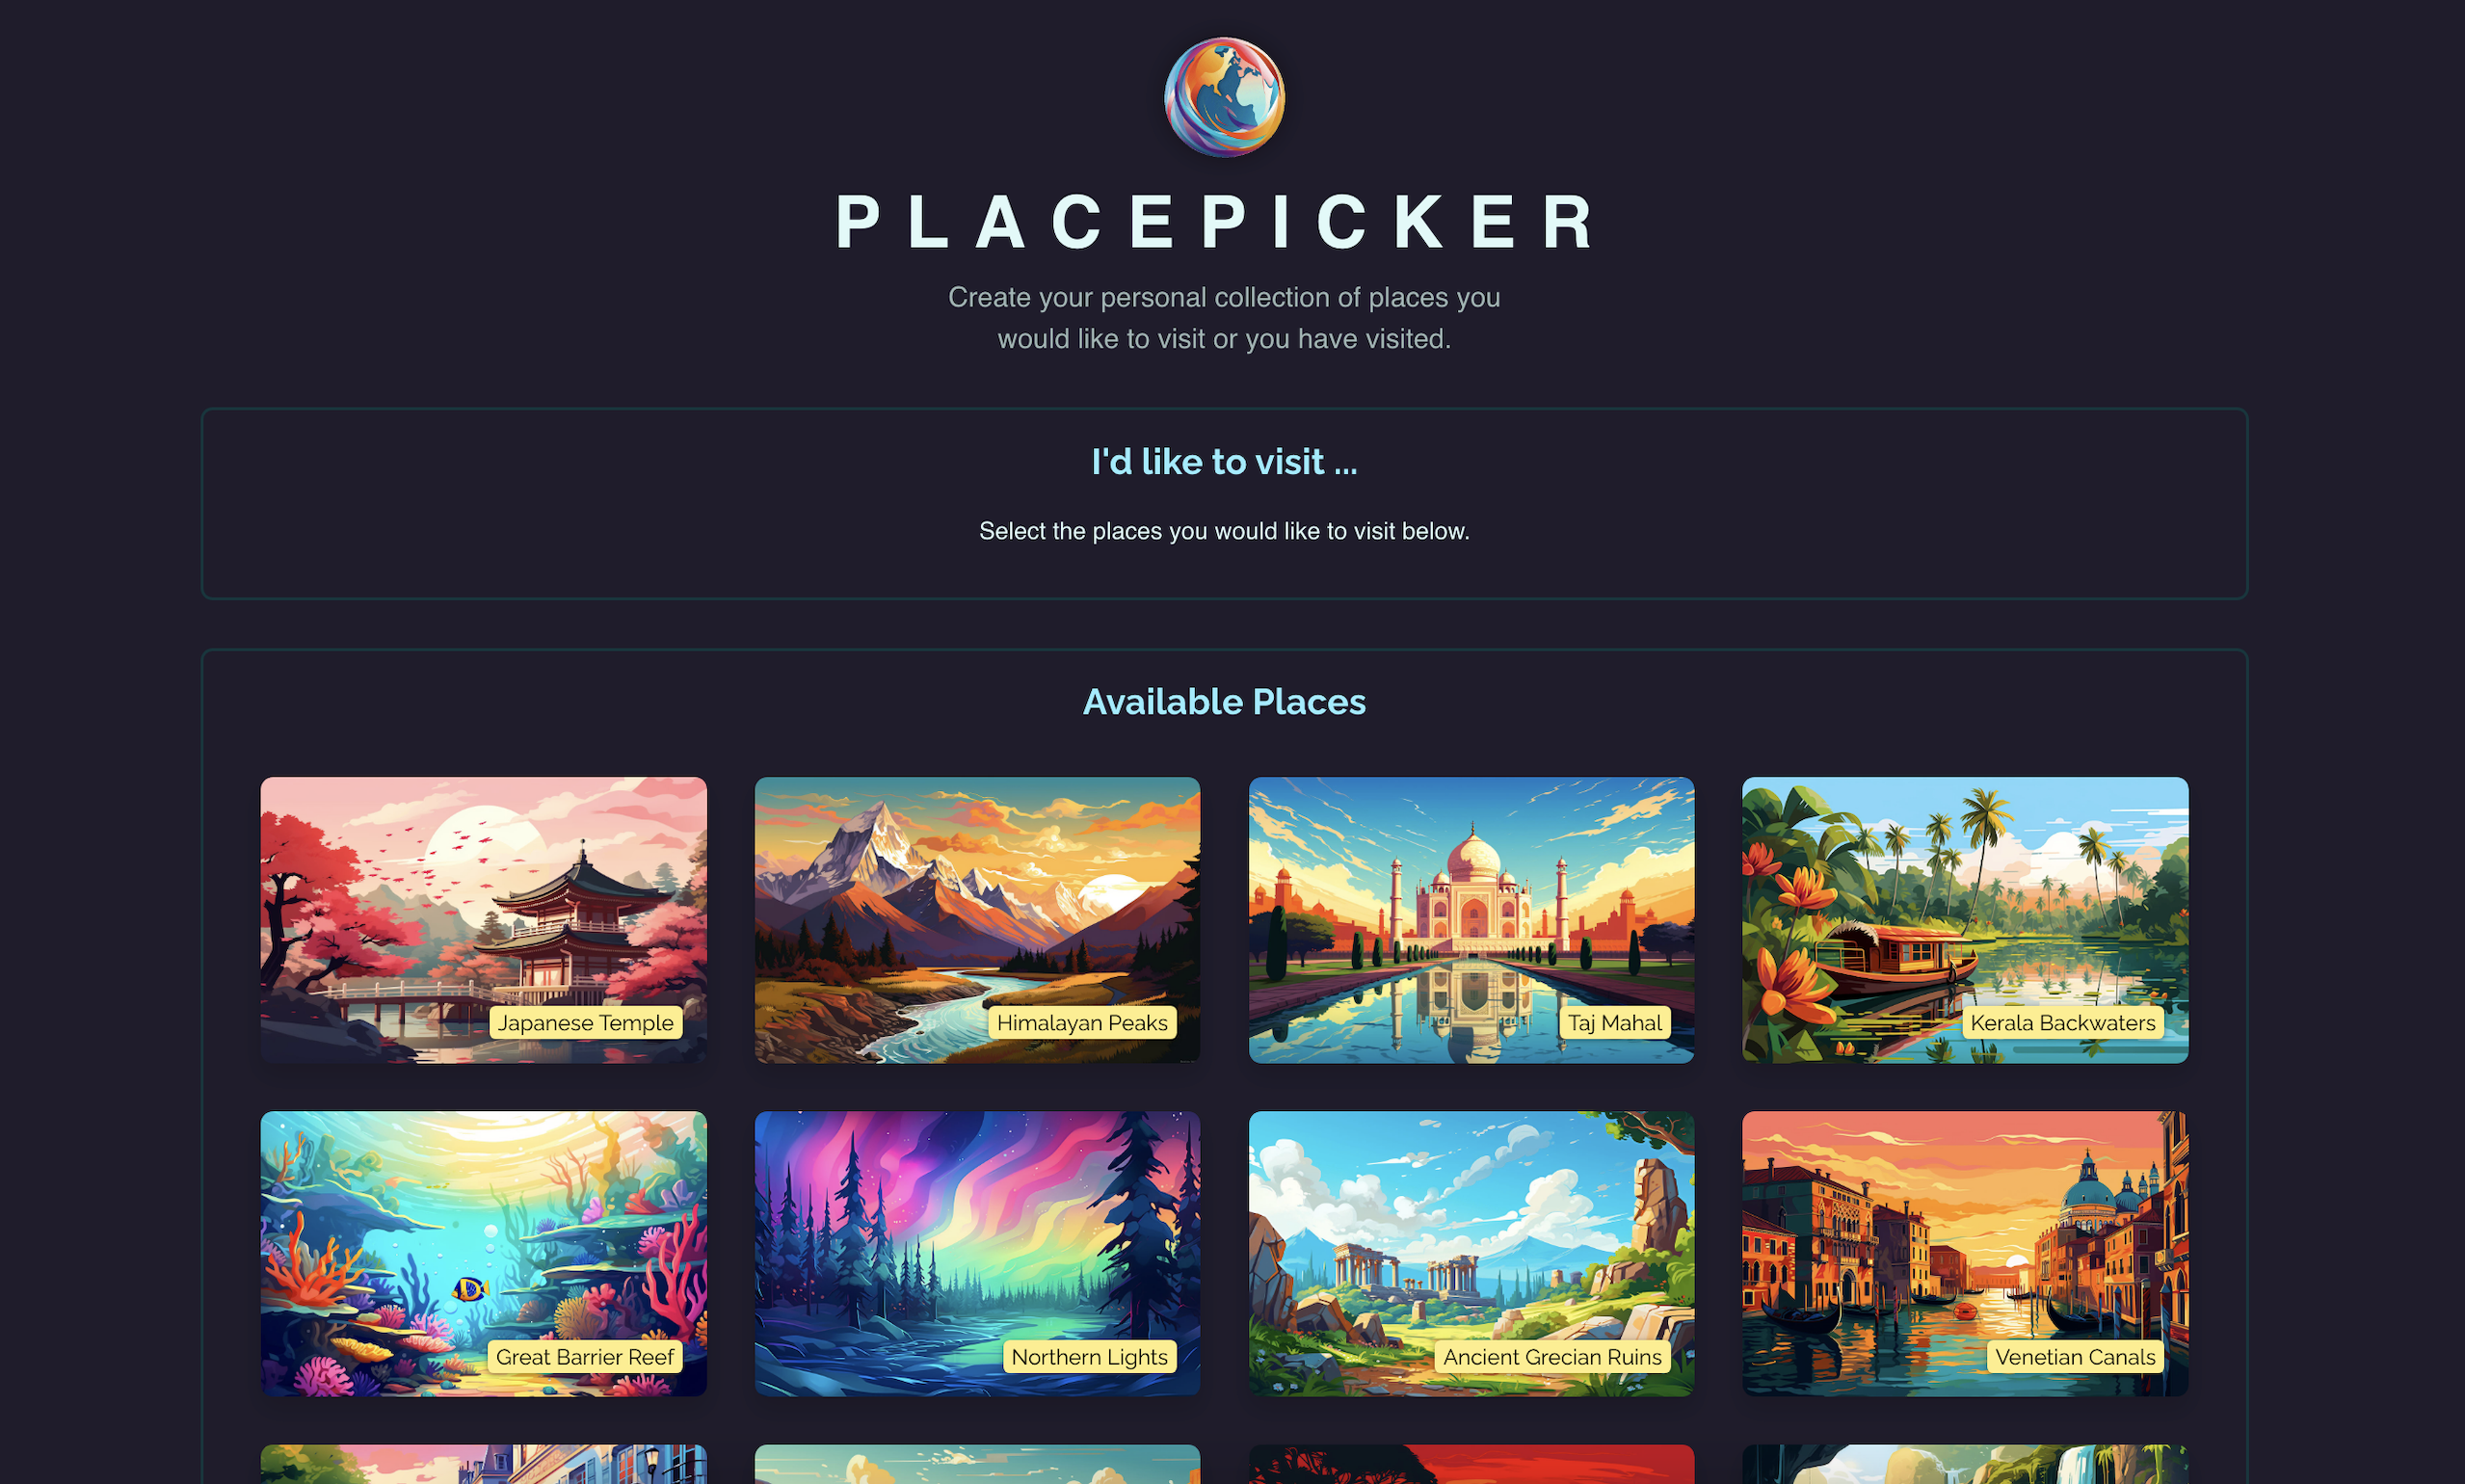 PLACEPICKER
Create your personal collection of places you
would like to visit or you have visited.
I'd like to visit ...
Select the places you would like to visit below.
Available Places
Japanese Temple
Himalayan Peaks
Taj Mahal
Kerala Backwaters
Great Barrier Reef
Northern Lights
Ancient Grecian Ruins
Venetian Canals